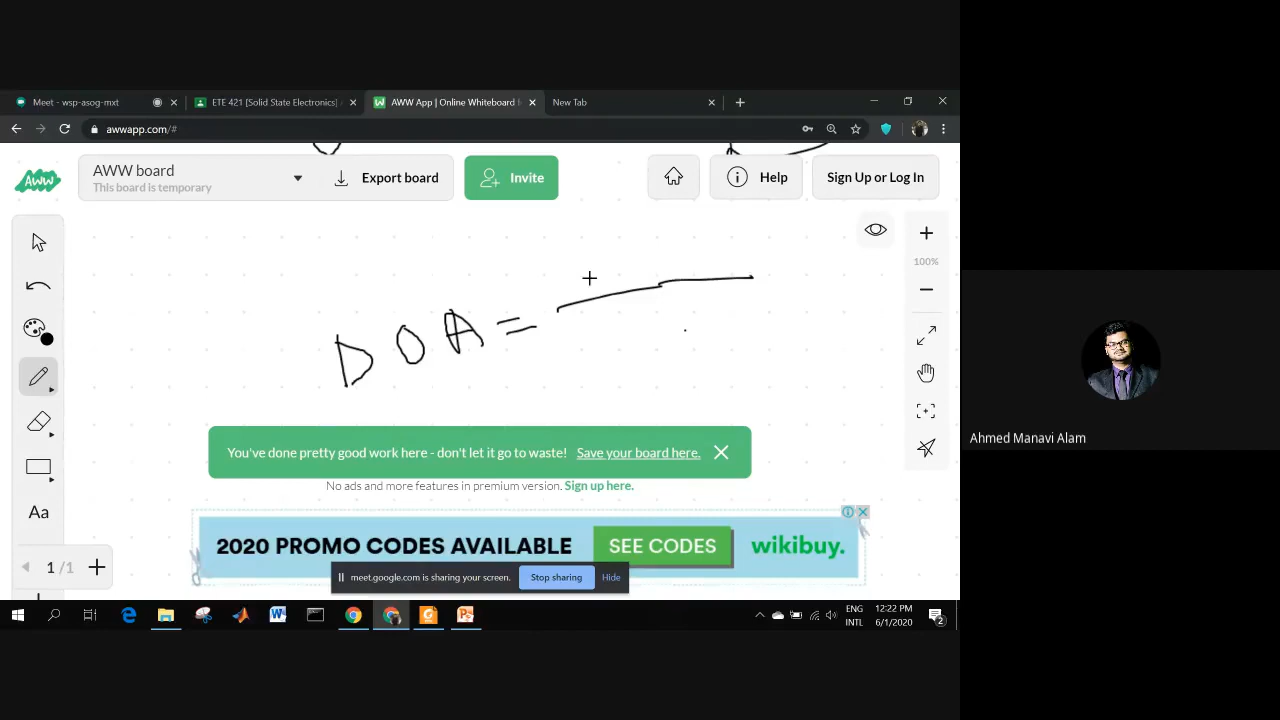 Meet - wsp-asog-mxt
ETE 421 [Solid State Electronics]
AWW App | Online Whiteboard
New Tab
awwapp.com/#
AWW
AWW board
This board is temporary
Export board
Invite
Help
Sign Up or Log In
100%
DOA =
You've done pretty good work here - don't let it go to waste! Save your board here.
No ads and more features in premium version. Sign up here.
Aa
2020 PROMO CODES AVAILABLE
SEE CODES
wikibuy.
1 /1
meet.google.com is sharing your screen.
Stop sharing
Hide
Ahmed Manavi Alam
ENG
INTL
12:22 PM
6/1/2020
2